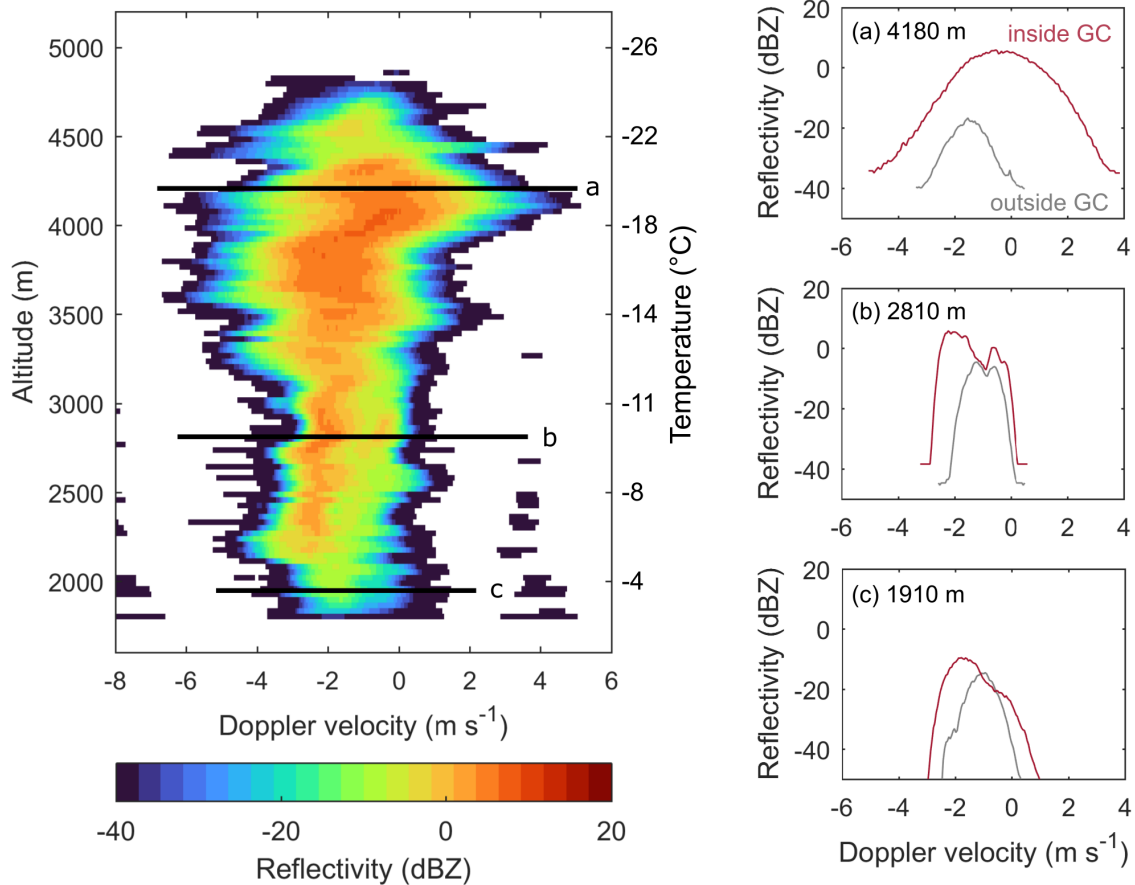 5000
4500
4000
3500
3000
2500
2000
Altitude (m)
-26
-22
-18
-14
-11
-8
-4
Temperature (°C)
a
b
c
-8 -6 -4 -2 0 2 4 6
Doppler velocity (m s⁻¹)
-40 -20 0 20
Reflectivity (dBZ)
(a) 4180 m
inside GC
outside GC
20
0
-20
-40
Reflectivity (dBZ)
-6 -4 -2 0 2 4
(b) 2810 m
20
0
-20
-40
Reflectivity (dBZ)
-6 -4 -2 0 2 4
(c) 1910 m
20
0
-20
-40
Reflectivity (dBZ)
-6 -4 -2 0 2 4
Doppler velocity (m s⁻¹)